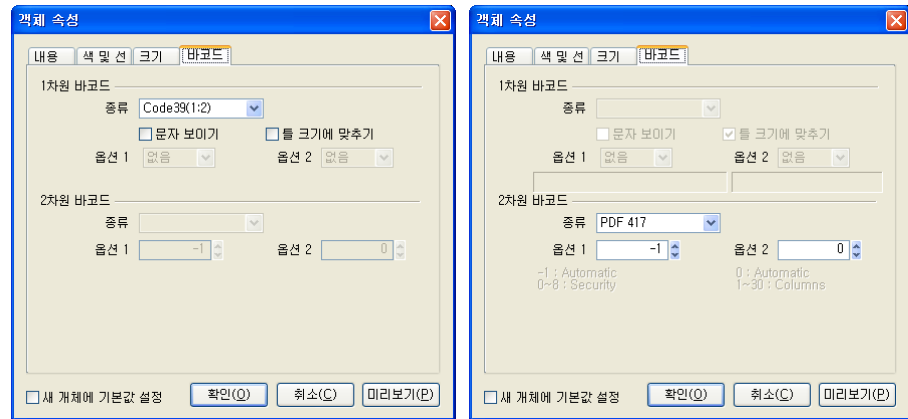 객체 속성
내용 색 및 선 크기 바코드
1차원 바코드
종류 Code39(1:2)
문자 보이기 틀 크기에 맞추기
옵션 1 없음 옵션 2 없음
2차원 바코드
종류
옵션 1 -1 옵션 2 0
새 개체에 기본값 설정 확인(O) 취소(C) 미리보기(P)
객체 속성
내용 색 및 선 크기 바코드
1차원 바코드
종류
문자 보이기 틀 크기에 맞추기
옵션 1 없음 옵션 2 없음
2차원 바코드
종류 PDF 417
옵션 1 -1 옵션 2 0
-1 : Automatic 0 : Automatic
0~8 : Security 1~30 : Columns
새 개체에 기본값 설정 확인(O) 취소(C) 미리보기(P)